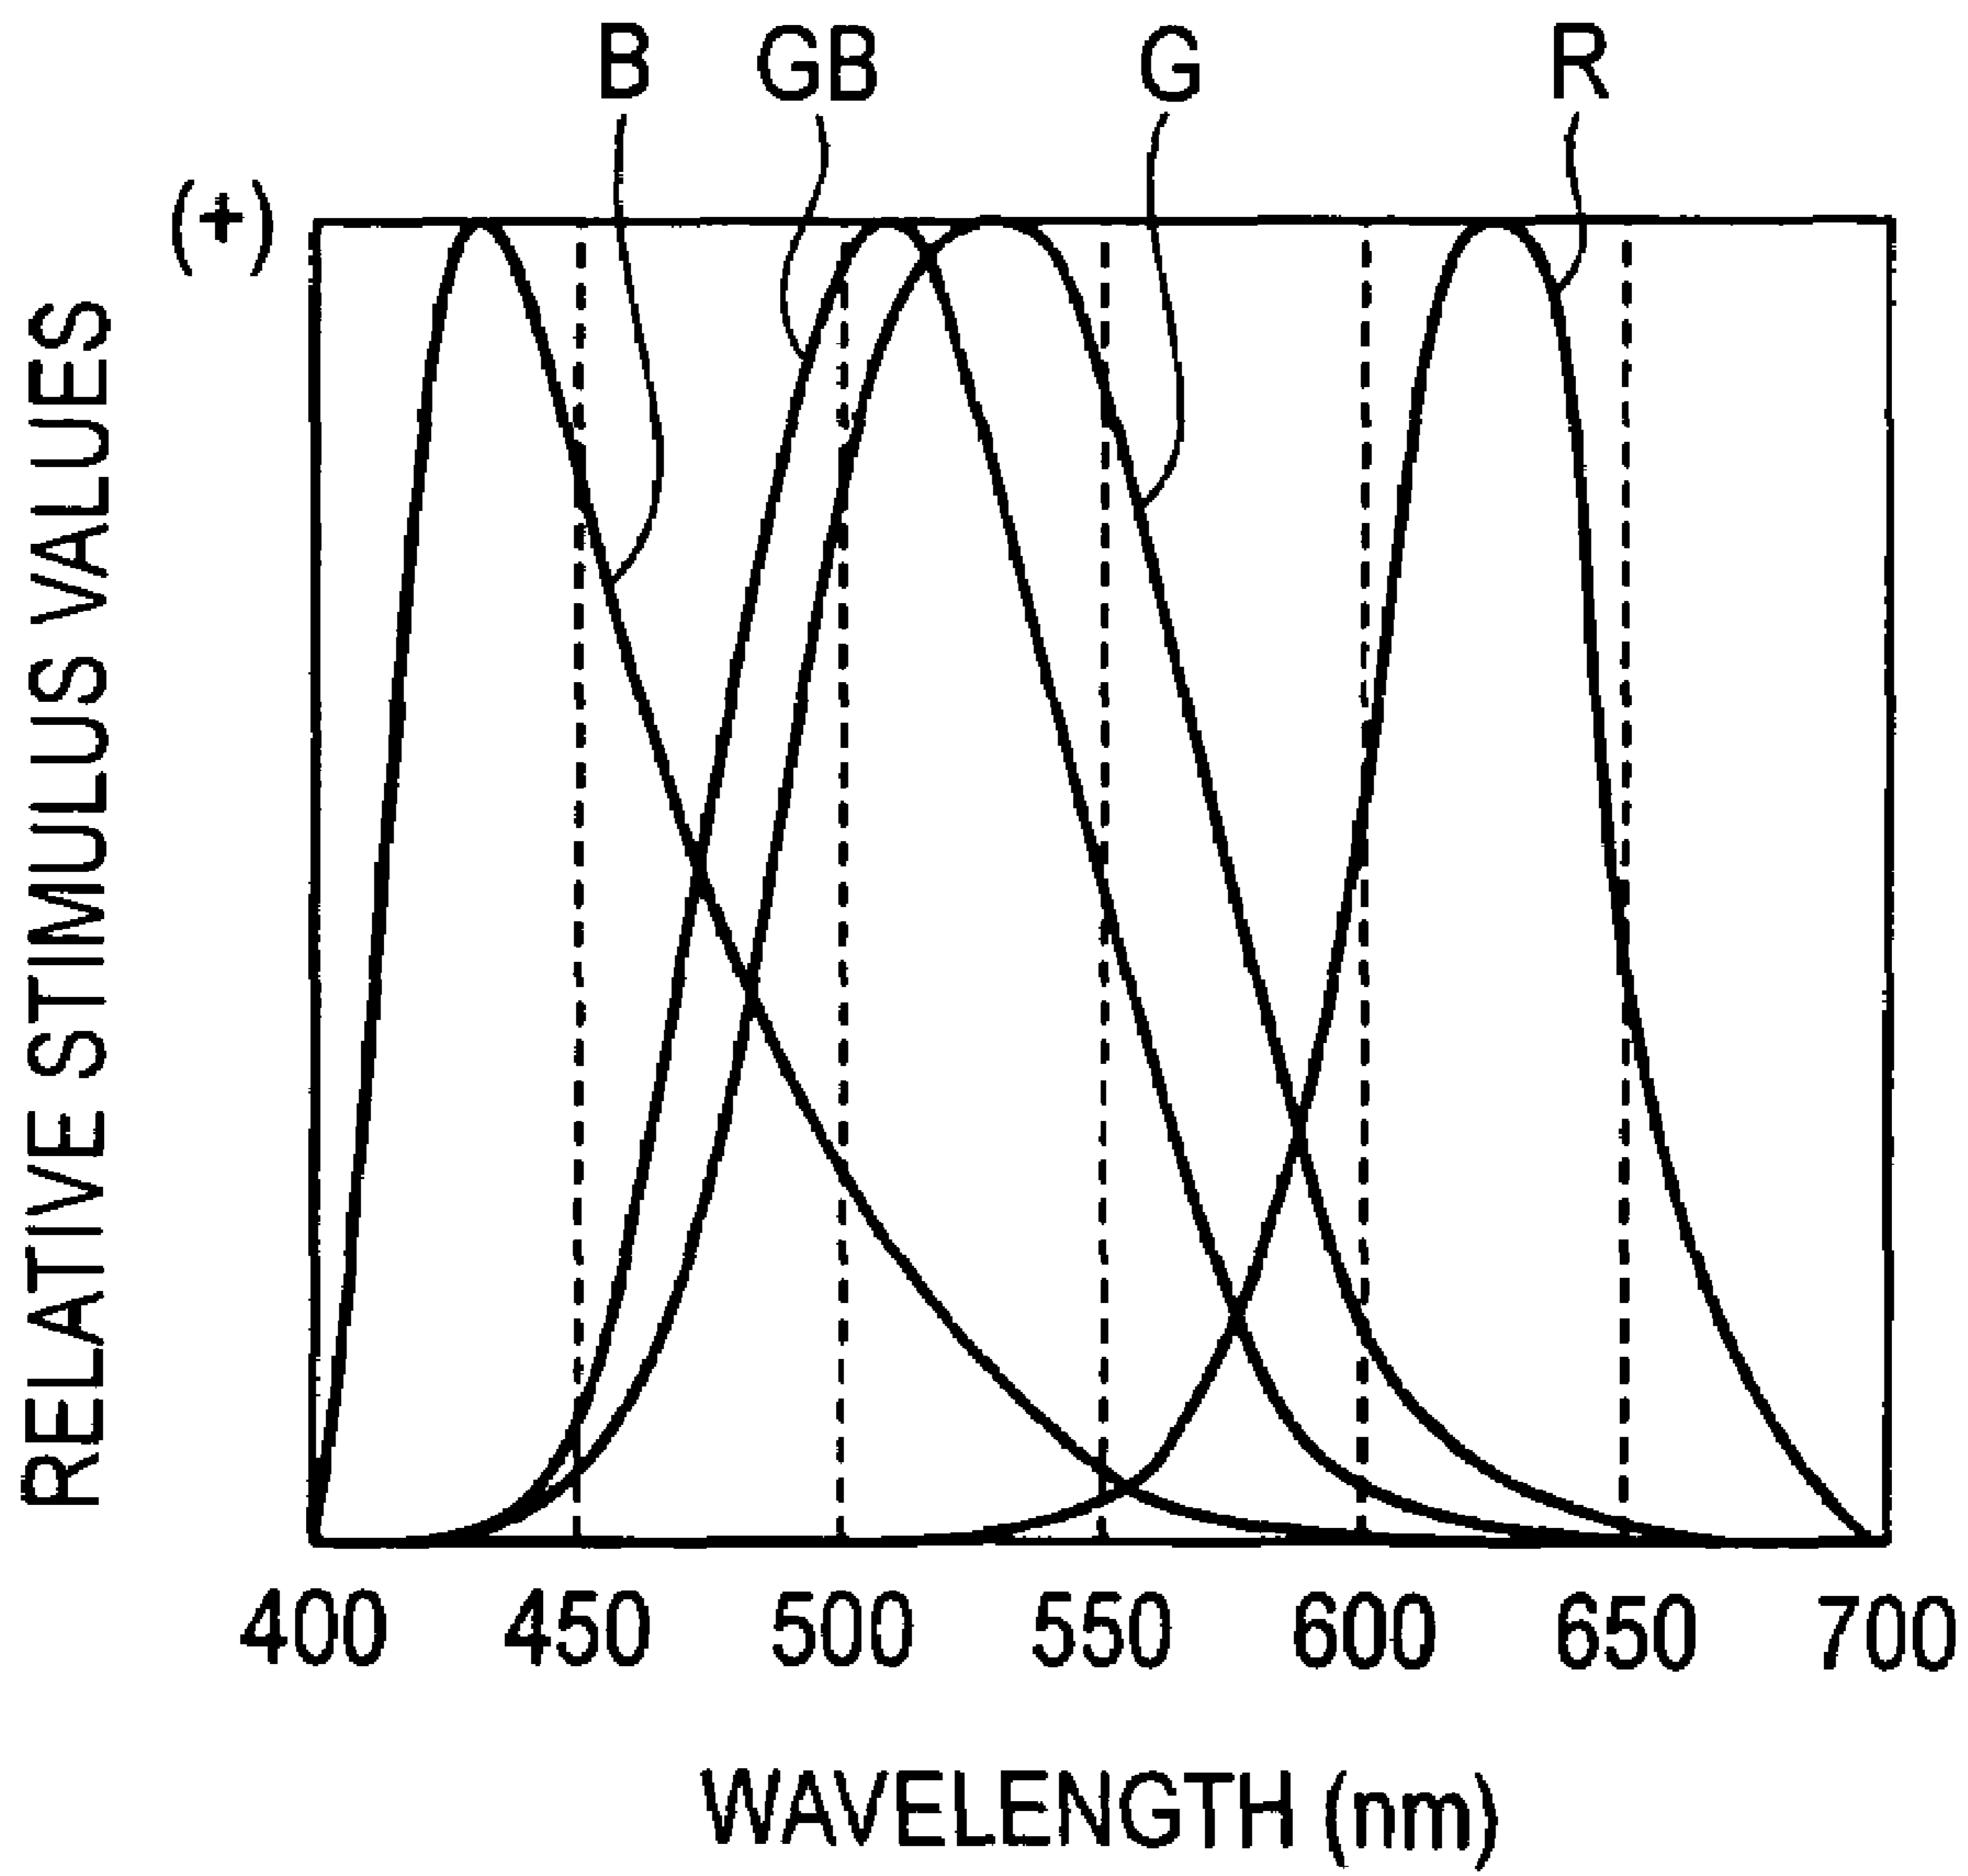 B GB G R
(+)
RELATIVE STIMULUS VALUES
400 450 500 550 600 650 700
WAVELENGTH (nm)